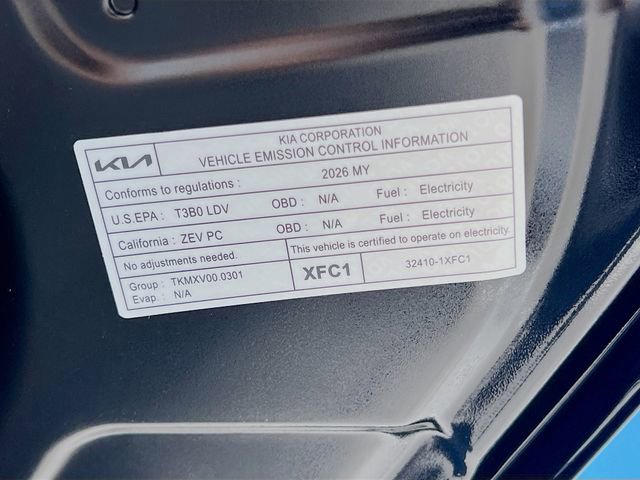 KIA
KIA CORPORATION
VEHICLE EMISSION CONTROL INFORMATION
Conforms to regulations : 2026 MY
U.S.EPA : T3B0 LDV OBD : N/A Fuel : Electricity
California : ZEV PC OBD : N/A Fuel : Electricity
No adjustments needed. This vehicle is certified to operate on electricity.
Group : TKMXV00.0301
Evap. : N/A
XFC1
32410-1XFC1